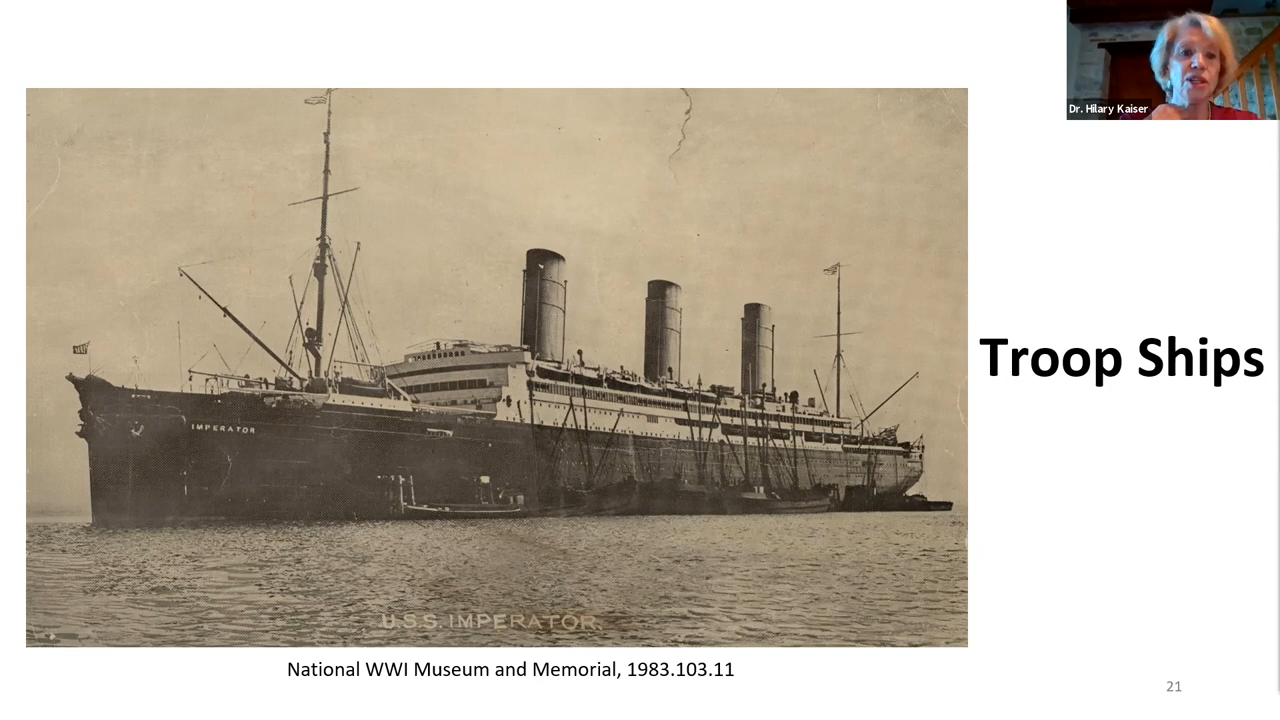 Dr. Hilary Kaiser
Troop Ships
IMPERATOR
U.S.S. IMPERATOR.
National WWI Museum and Memorial, 1983.103.11
21